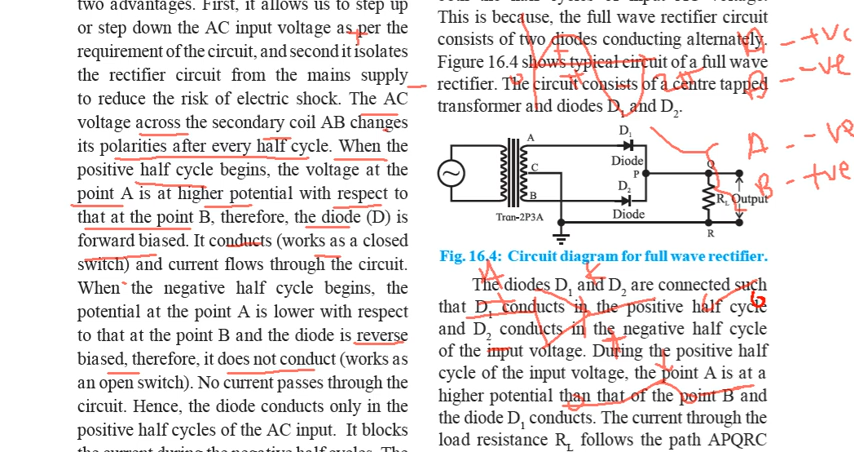 two advantages. First, it allows us to step up
or step down the AC input voltage as per the
requirement of the circuit, and second it isolates
the rectifier circuit from the mains supply
to reduce the risk of electric shock. The AC
voltage across the secondary coil AB changes
its polarities after every half cycle. When the
positive half cycle begins, the voltage at the
point A is at higher potential with respect to
that at the point B, therefore, the diode (D) is
forward biased. It conducts (works as a closed
switch) and current flows through the circuit.
When the negative half cycle begins, the
potential at the point A is lower with respect
to that at the point B and the diode is reverse
biased, therefore, it does not conduct (works as
an open switch). No current passes through the
circuit. Hence, the diode conducts only in the
positive half cycles of the AC input. It blocks
This is because, the full wave rectifier circuit
consists of two diodes conducting alternately.
Figure 16.4 shows typical circuit of a full wave
rectifier. The circuit consists of a centre tapped
transformer and diodes D₁ and D₂.
A - +ve
B - -ve
A - -ve
B - +ve
A
C
B
Tran-2P3A
D₁
Diode
P
D₂
Diode
Q
R_L Output
R
Fig. 16.4: Circuit diagram for full wave rectifier.
The diodes D₁ and D₂ are connected such
that D₁ conducts in the positive half cycle
and D₂ conducts in the negative half cycle
of the input voltage. During the positive half
cycle of the input voltage, the point A is at a
higher potential than that of the point B and
the diode D₁ conducts. The current through the
load resistance R_L follows the path APQRC